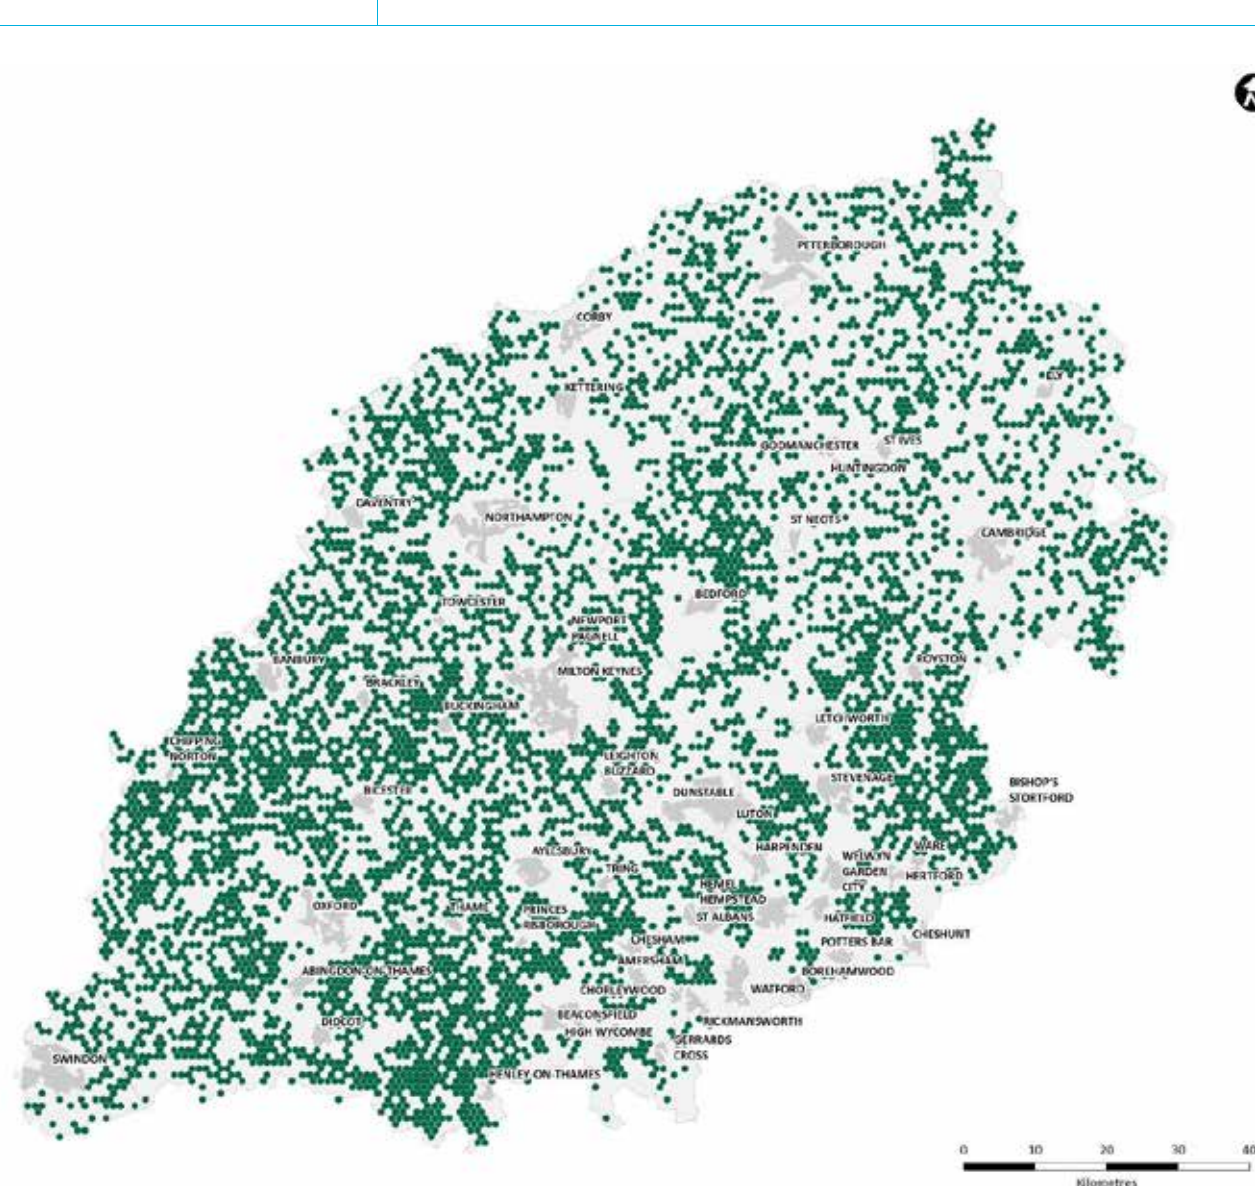 PETERBOROUGH
CORBY
ELY
KETTERING
GODMANCHESTER
ST IVES
HUNTINGDON
DAVENTRY
NORTHAMPTON
ST NEOTS
CAMBRIDGE
BEDFORD
TOWCESTER
NEWPORT
PAGNELL
BANBURY
ROYSTON
MILTON KEYNES
BRACKLEY
BUCKINGHAM
LETCHWORTH
CHIPPING
NORTON
LEIGHTON
BUZZARD
STEVENAGE
BISHOP'S
STORTFORD
BICESTER
DUNSTABLE
LUTON
AYLESBURY
HARPENDEN
WARE
WELWYN
GARDEN
CITY
TRING
HERTFORD
HEMEL
HEMPSTEAD
OXFORD
THAME
PRINCES
RISBOROUGH
ST ALBANS
HATFIELD
CHESHUNT
CHESHAM
POTTERS BAR
AMERSHAM
ABINGDON-ON-THAMES
BOREHAMWOOD
CHORLEYWOOD
WATFORD
BEACONSFIELD
DIDCOT
RICKMANSWORTH
HIGH WYCOMBE
GERRARDS
CROSS
SWINDON
HENLEY-ON-THAMES
0 10 20 30 40
Kilometres